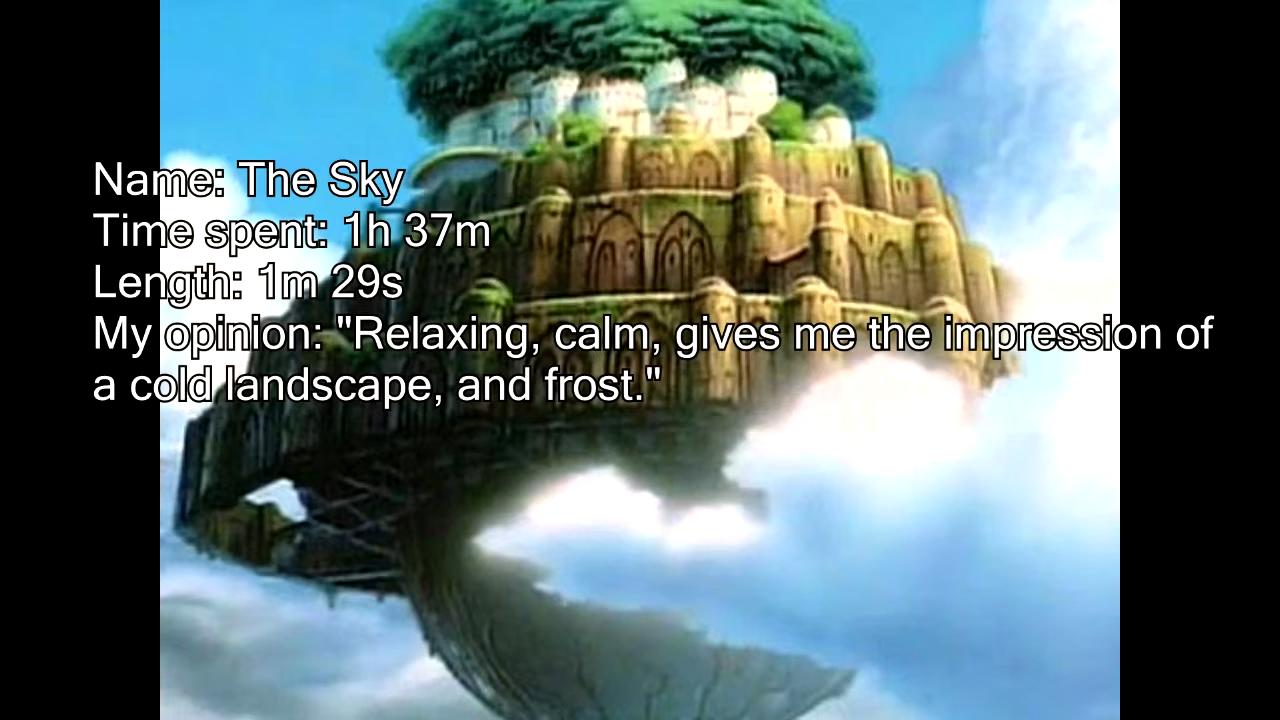 Name: The Sky
Time spent: 1h 37m
Length: 1m 29s
My opinion: "Relaxing, calm, gives me the impression of
a cold landscape, and frost."